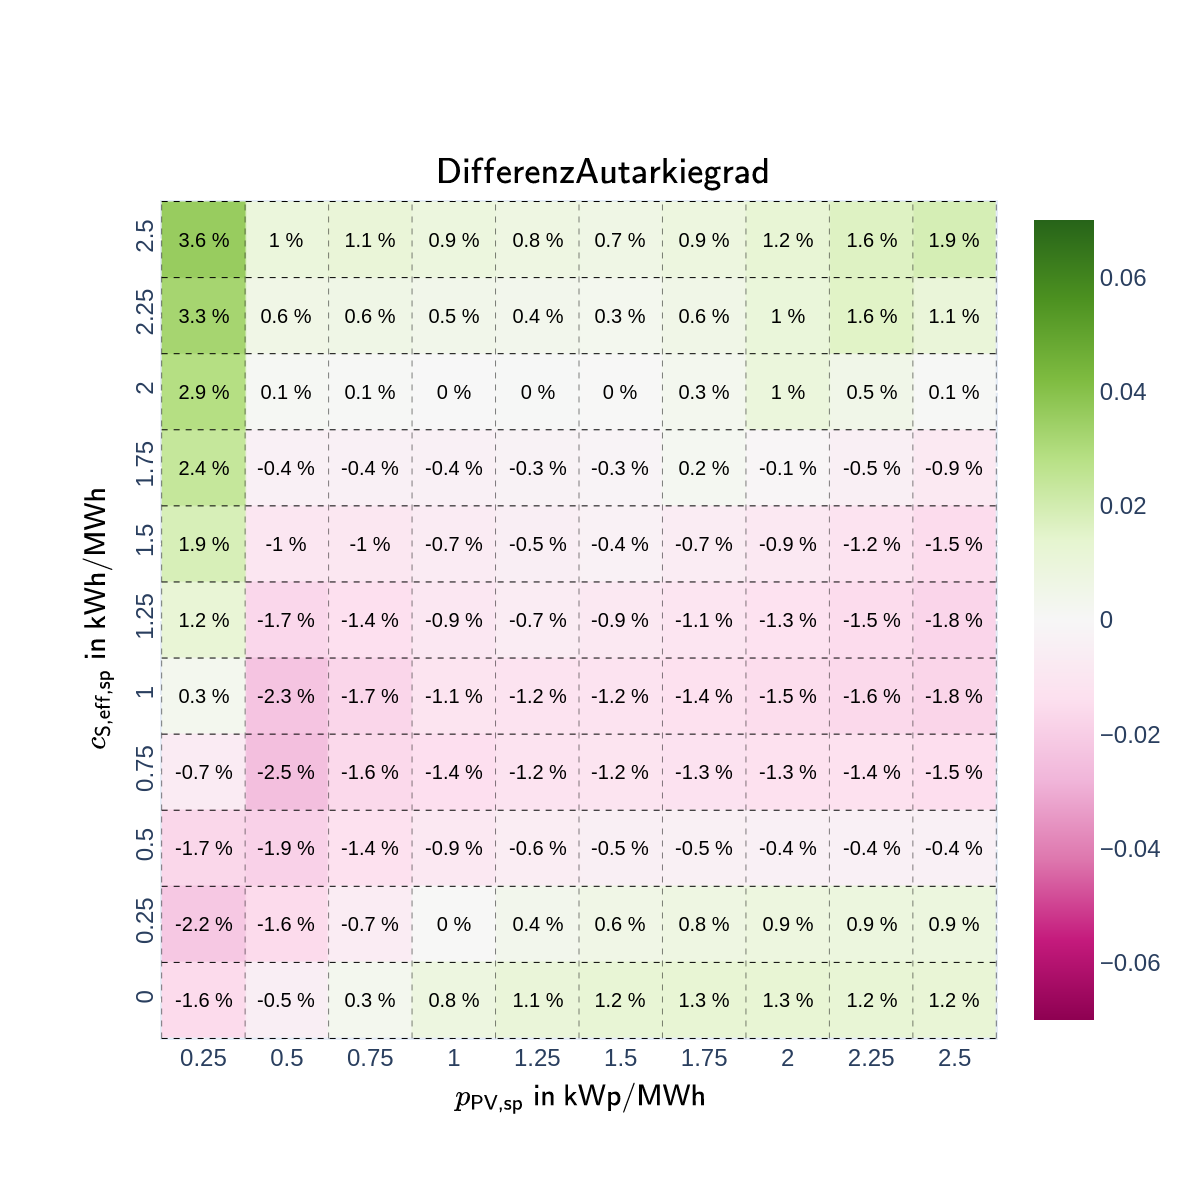 DifferenzAutarkiegrad
2.5 3.6 % 1 % 1.1 % 0.9 % 0.8 % 0.7 % 0.9 % 1.2 % 1.6 % 1.9 %
2.25 3.3 % 0.6 % 0.6 % 0.5 % 0.4 % 0.3 % 0.6 % 1 % 1.6 % 1.1 %
2 2.9 % 0.1 % 0.1 % 0 % 0 % 0 % 0.3 % 1 % 0.5 % 0.1 %
1.75 2.4 % -0.4 % -0.4 % -0.4 % -0.3 % -0.3 % 0.2 % -0.1 % -0.5 % -0.9 %
1.5 1.9 % -1 % -1 % -0.7 % -0.5 % -0.4 % -0.7 % -0.9 % -1.2 % -1.5 %
1.25 1.2 % -1.7 % -1.4 % -0.9 % -0.7 % -0.9 % -1.1 % -1.3 % -1.5 % -1.8 %
1 0.3 % -2.3 % -1.7 % -1.1 % -1.2 % -1.2 % -1.4 % -1.5 % -1.6 % -1.8 %
0.75 -0.7 % -2.5 % -1.6 % -1.4 % -1.2 % -1.2 % -1.3 % -1.3 % -1.4 % -1.5 %
0.5 -1.7 % -1.9 % -1.4 % -0.9 % -0.6 % -0.5 % -0.5 % -0.4 % -0.4 % -0.4 %
0.25 -2.2 % -1.6 % -0.7 % 0 % 0.4 % 0.6 % 0.8 % 0.9 % 0.9 % 0.9 %
0 -1.6 % -0.5 % 0.3 % 0.8 % 1.1 % 1.2 % 1.3 % 1.3 % 1.2 % 1.2 %
0.25 0.5 0.75 1 1.25 1.5 1.75 2 2.25 2.5
p PV,sp in kWp/MWh
c S,eff,sp in kWh/MWh
0.06
0.04
0.02
0
−0.02
−0.04
−0.06